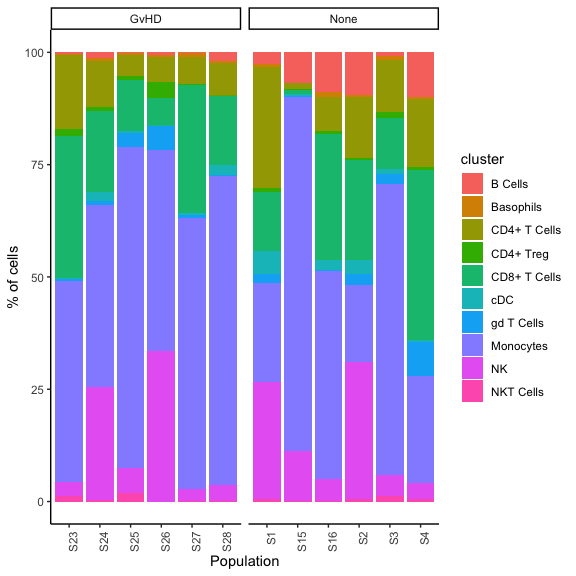 GvHD
None
100
75
50
25
0
% of cells
S23
S24
S25
S26
S27
S28
S1
S15
S16
S2
S3
S4
Population
cluster
B Cells
Basophils
CD4+ T Cells
CD4+ Treg
CD8+ T Cells
cDC
gd T Cells
Monocytes
NK
NKT Cells